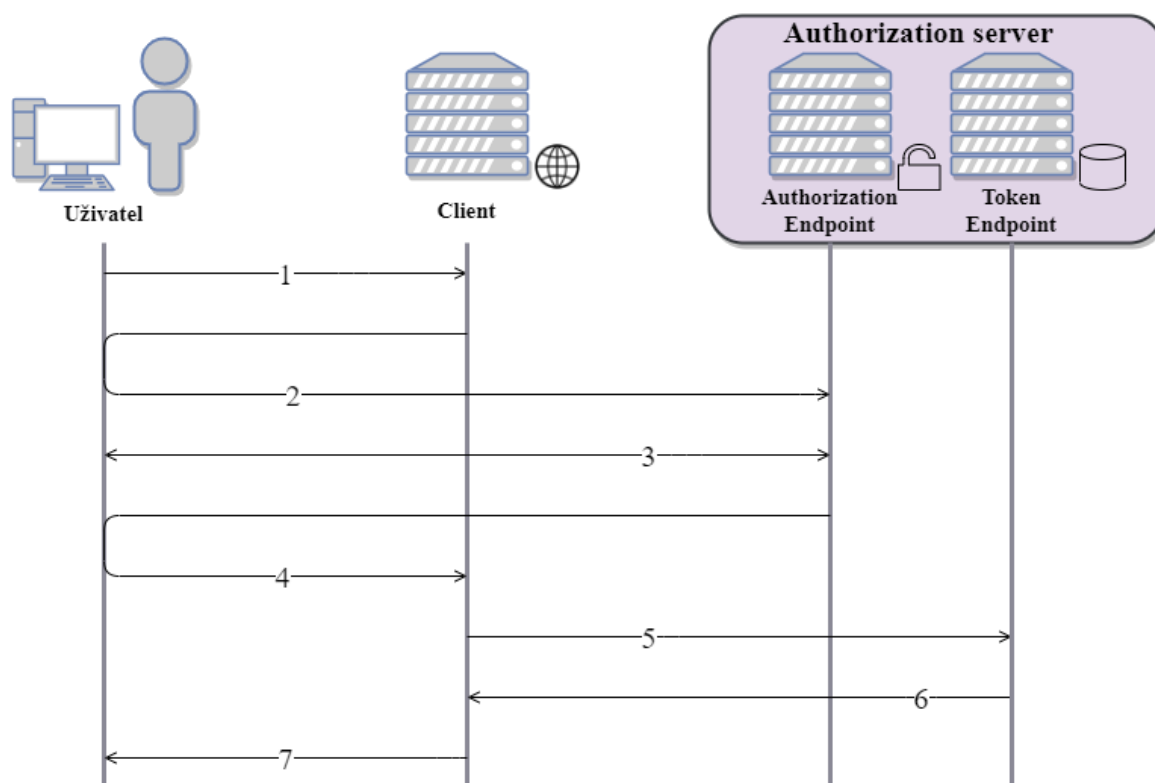 Authorization server
Uživatel
Client
Authorization
Endpoint
Token
Endpoint
1
2
3
4
5
6
7